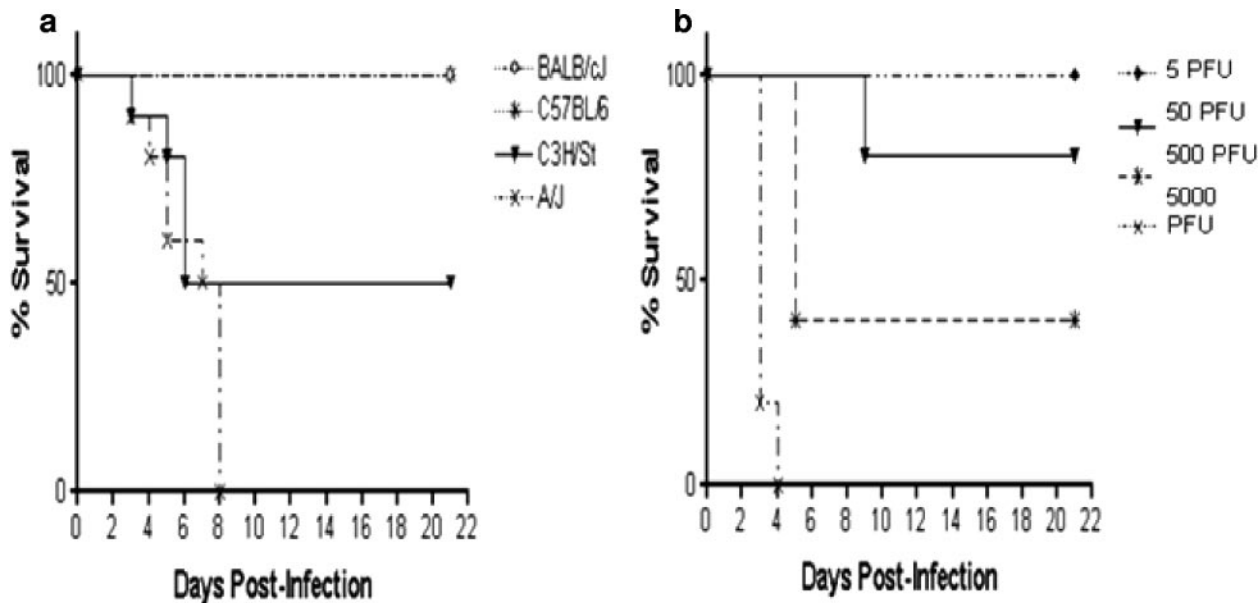 a
% Survival
100
50
0
0 2 4 6 8 10 12 14 16 18 20 22
Days Post-Infection
BALB/cJ
C57BL/6
C3H/St
A/J
b
% Survival
100
50
0
0 2 4 6 8 10 12 14 16 18 20 22
Days Post-Infection
5 PFU
50 PFU
500 PFU
5000
PFU